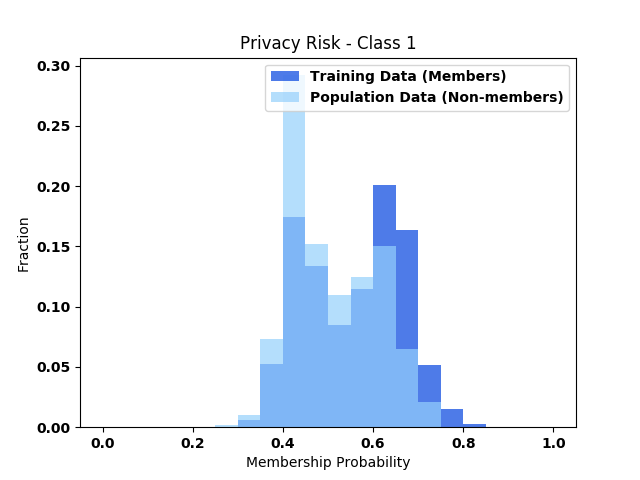 Privacy Risk - Class 1
Training Data (Members)
Population Data (Non-members)
0.30
0.25
0.20
0.15
0.10
0.05
0.00
Fraction
0.0 0.2 0.4 0.6 0.8 1.0
Membership Probability